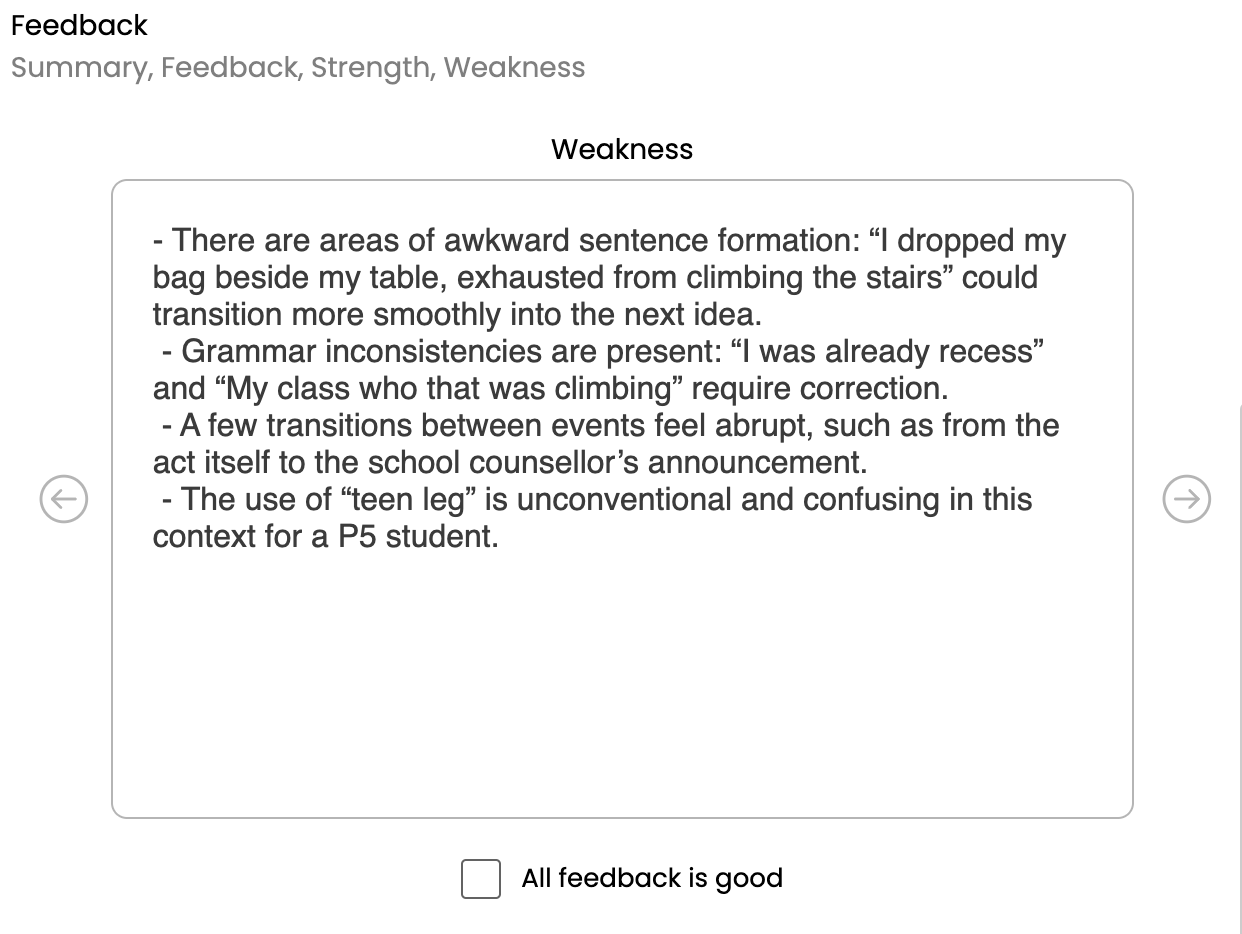 Feedback
Summary, Feedback, Strength, Weakness
Weakness
- There are areas of awkward sentence formation: “I dropped my
bag beside my table, exhausted from climbing the stairs” could
transition more smoothly into the next idea.
- Grammar inconsistencies are present: “I was already recess”
and “My class who that was climbing” require correction.
- A few transitions between events feel abrupt, such as from the
act itself to the school counsellor’s announcement.
- The use of “teen leg” is unconventional and confusing in this
context for a P5 student.
All feedback is good